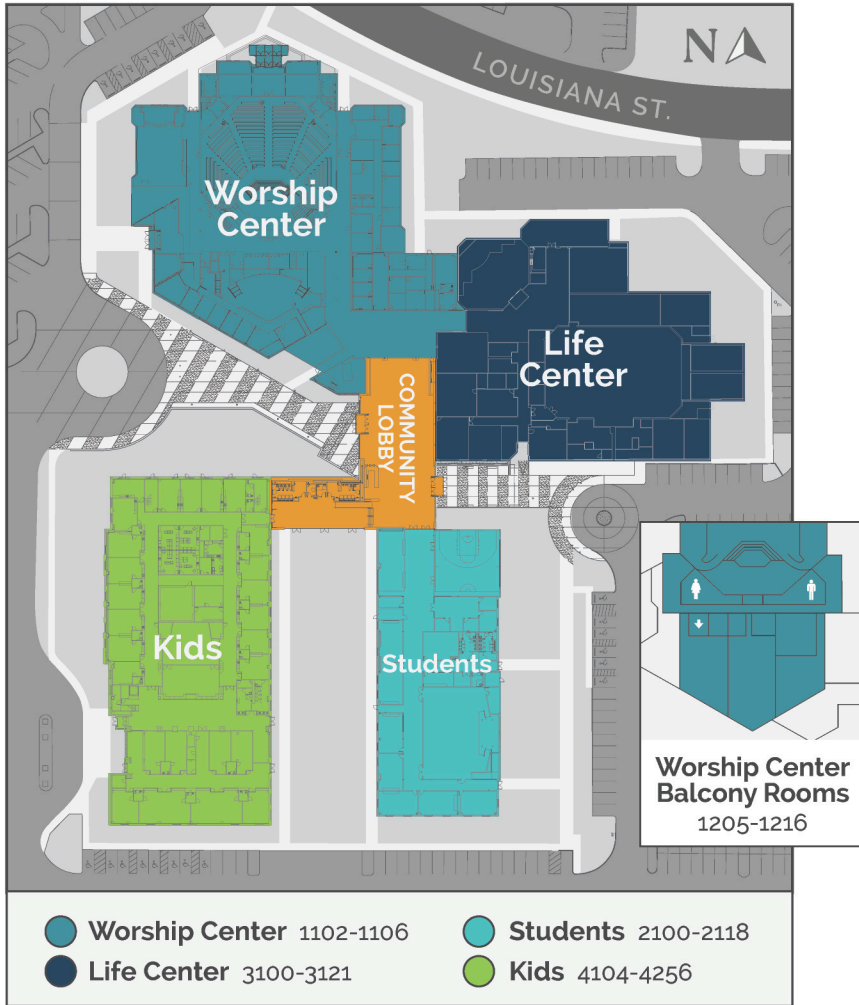 N
LOUISIANA ST.
Worship
Center
Life
Center
COMMUNITY
LOBBY
Kids
Students
Worship Center
Balcony Rooms
1205-1216
Worship Center 1102-1106
Students 2100-2118
Life Center 3100-3121
Kids 4104-4256